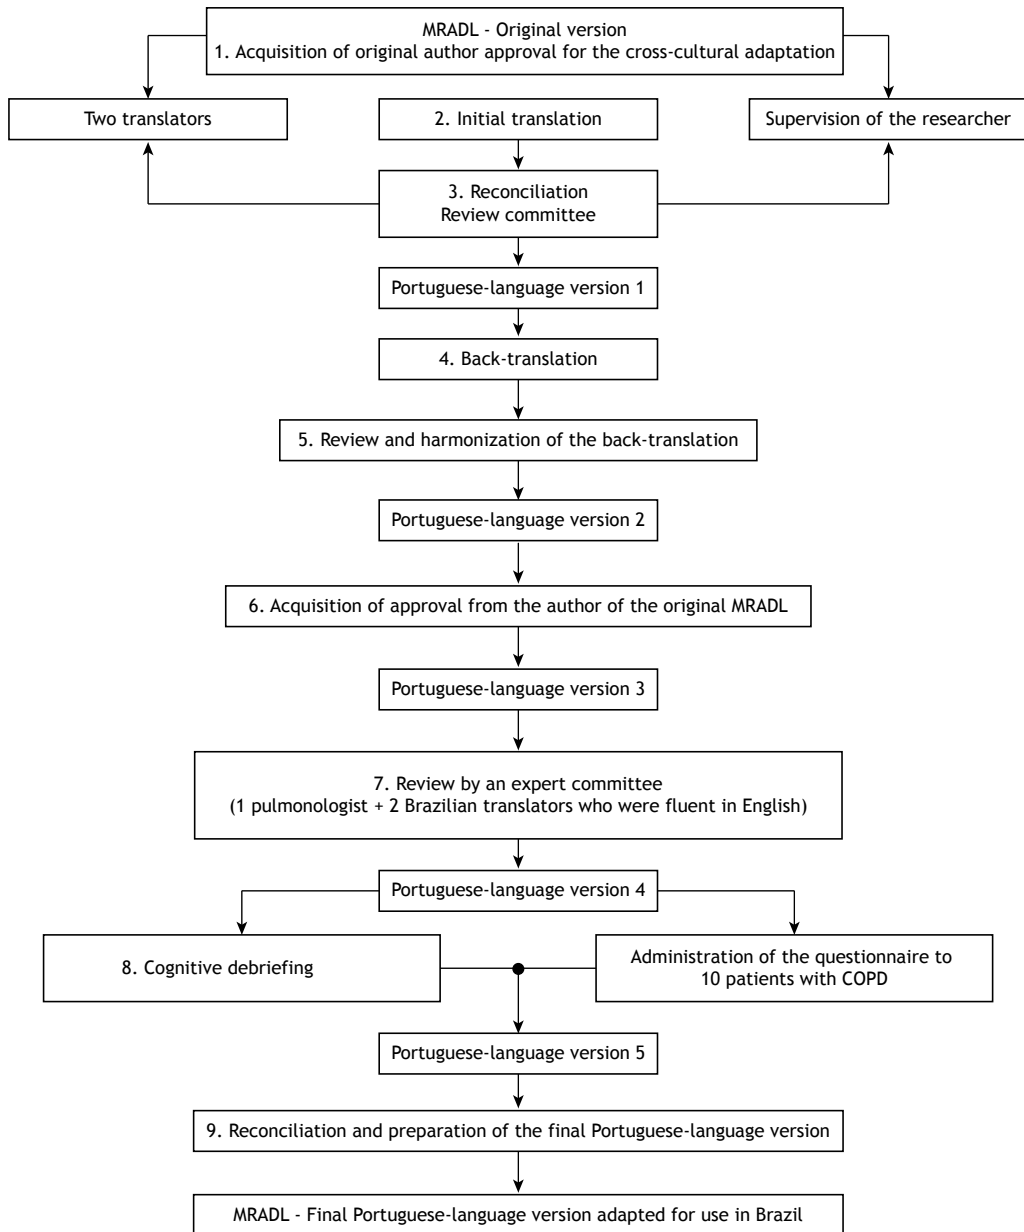 MRADL - Original version
1. Acquisition of original author approval for the cross-cultural adaptation
Two translators
2. Initial translation
Supervision of the researcher
3. Reconciliation
Review committee
Portuguese-language version 1
4. Back-translation
5. Review and harmonization of the back-translation
Portuguese-language version 2
6. Acquisition of approval from the author of the original MRADL
Portuguese-language version 3
7. Review by an expert committee
(1 pulmonologist + 2 Brazilian translators who were fluent in English)
Portuguese-language version 4
8. Cognitive debriefing
Administration of the questionnaire to
10 patients with COPD
Portuguese-language version 5
9. Reconciliation and preparation of the final Portuguese-language version
MRADL - Final Portuguese-language version adapted for use in Brazil